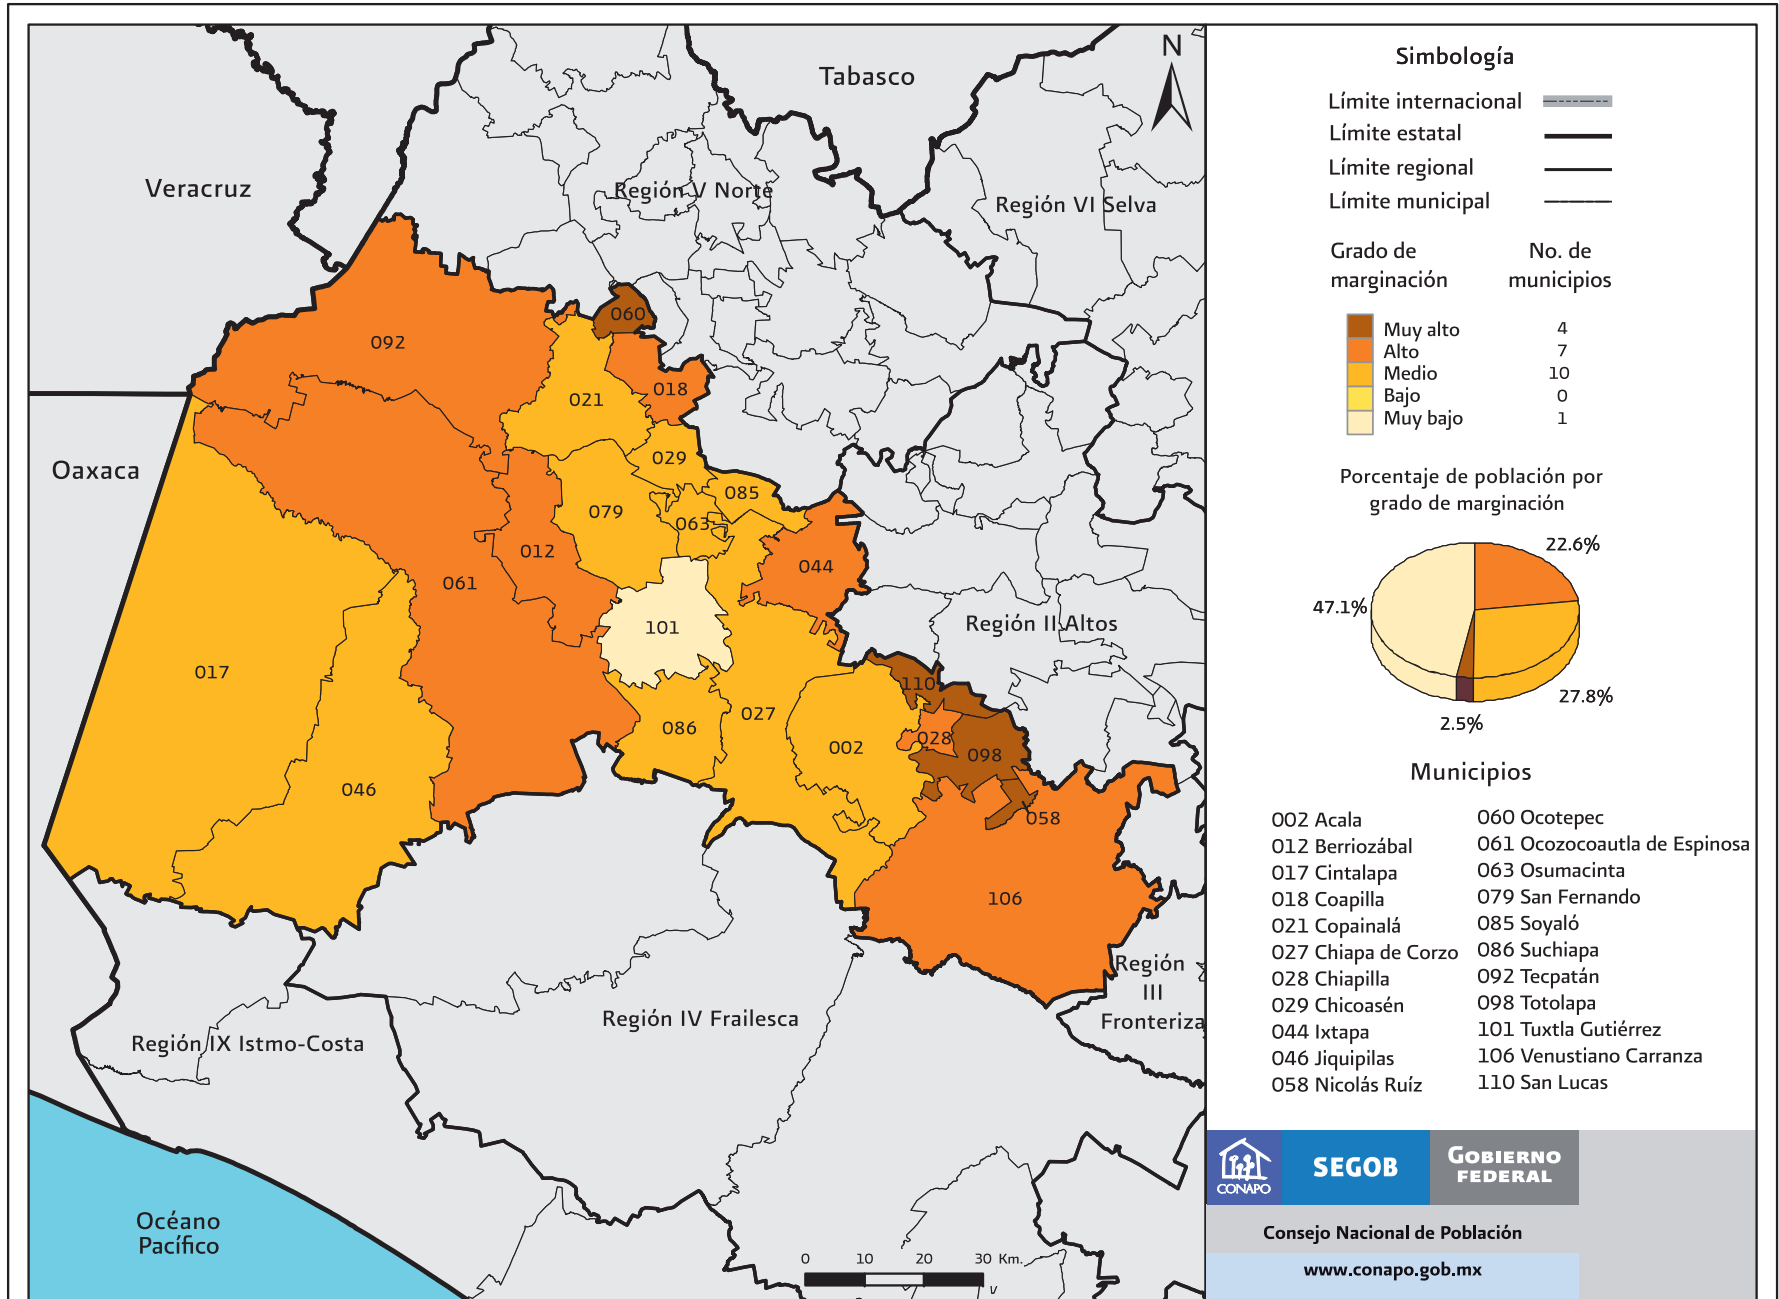 N
Tabasco
Veracruz
Región V Norte
Región VI Selva
060
092
018
021
Oaxaca
029
085
079
063
012
044
061
101
Región II Altos
017
110
027
086
028
002
098
046
058
106
Región
III
Fronteriza
Región IV Frailesca
Región IX Istmo-Costa
Océano
Pacífico
0 10 20 30 Km.
Simbología
Límite internacional
Límite estatal
Límite regional
Límite municipal
Grado de
marginación
No. de
municipios
Muy alto 4
Alto 7
Medio 10
Bajo 0
Muy bajo 1
Porcentaje de población por
grado de marginación
22.6%
47.1%
27.8%
2.5%
Municipios
002 Acala
012 Berriozábal
017 Cintalapa
018 Coapilla
021 Copainalá
027 Chiapa de Corzo
028 Chiapilla
029 Chicoasén
044 Ixtapa
046 Jiquipilas
058 Nicolás Ruíz
060 Ocotepec
061 Ocozocoautla de Espinosa
063 Osumacinta
079 San Fernando
085 Soyaló
086 Suchiapa
092 Tecpatán
098 Totolapa
101 Tuxtla Gutiérrez
106 Venustiano Carranza
110 San Lucas
CONAPO
SEGOB
GOBIERNO
FEDERAL
Consejo Nacional de Población
www.conapo.gob.mx